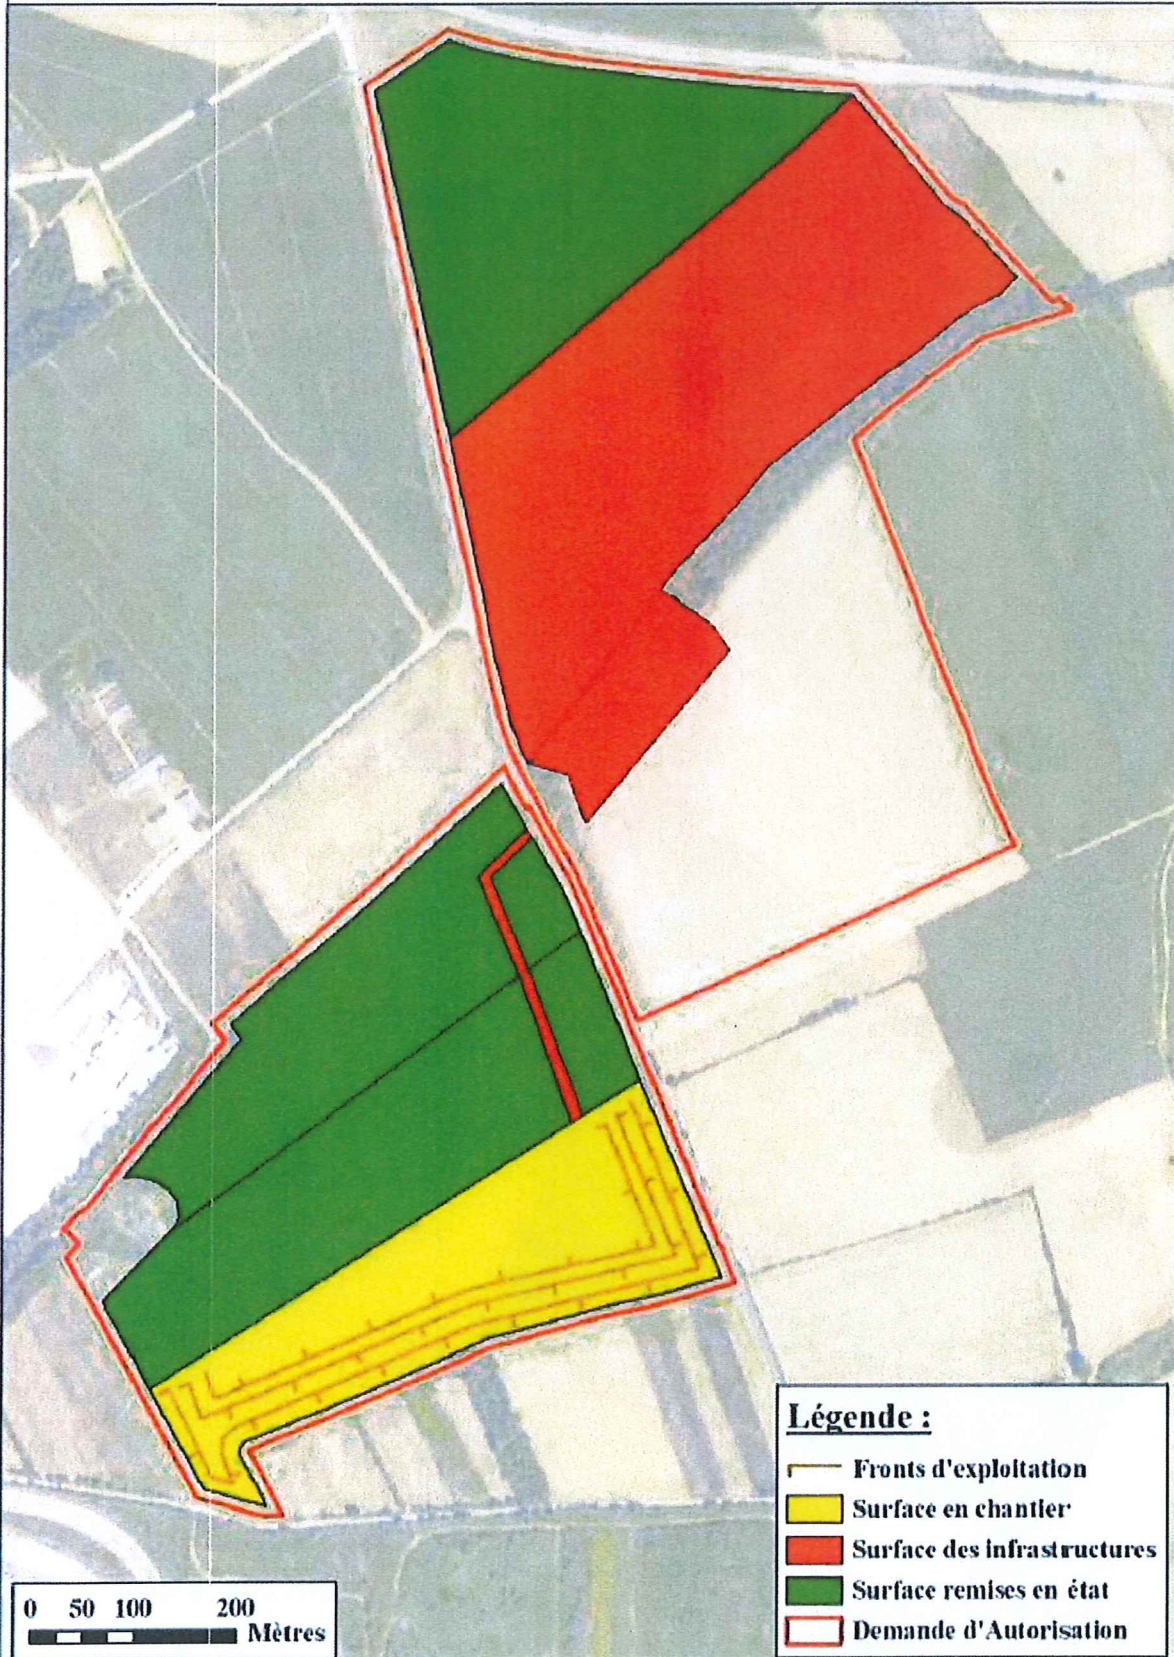 Légende :
Fronts d'exploitation
Surface en chantier
Surface des infrastructures
Surface remises en état
Demande d'Autorisation
0 50 100 200
Mètres